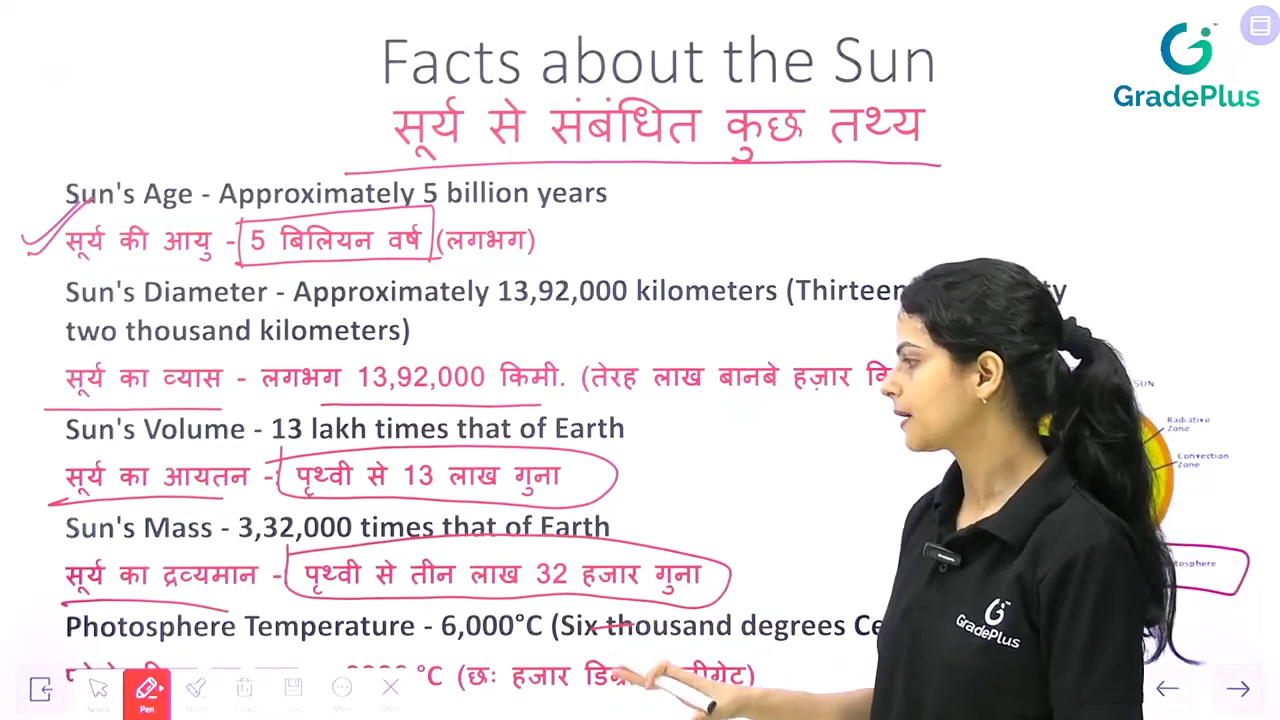 Facts about the Sun
GradePlus
सूर्य से संबंधित कुछ तथ्य
Sun's Age - Approximately 5 billion years
सूर्य की आयु - 5 बिलियन वर्ष (लगभग)
Sun's Diameter - Approximately 13,92,000 kilometers (Thirteen
two thousand kilometers)
सूर्य का व्यास - लगभग 13,92,000 किमी. (तेरह लाख बानबे हज़ार
SUN
Radiative
Zone
Convection
Zone
Sun's Volume - 13 lakh times that of Earth
सूर्य का आयतन - पृथ्वी से 13 लाख गुना
Sun's Mass - 3,32,000 times that of Earth
सूर्य का द्रव्यमान - पृथ्वी से तीन लाख 32 हजार गुना
GradePlus
Photosphere Temperature - 6,000°C (Six thousand degrees
°C (छः हजार
Select
Pen